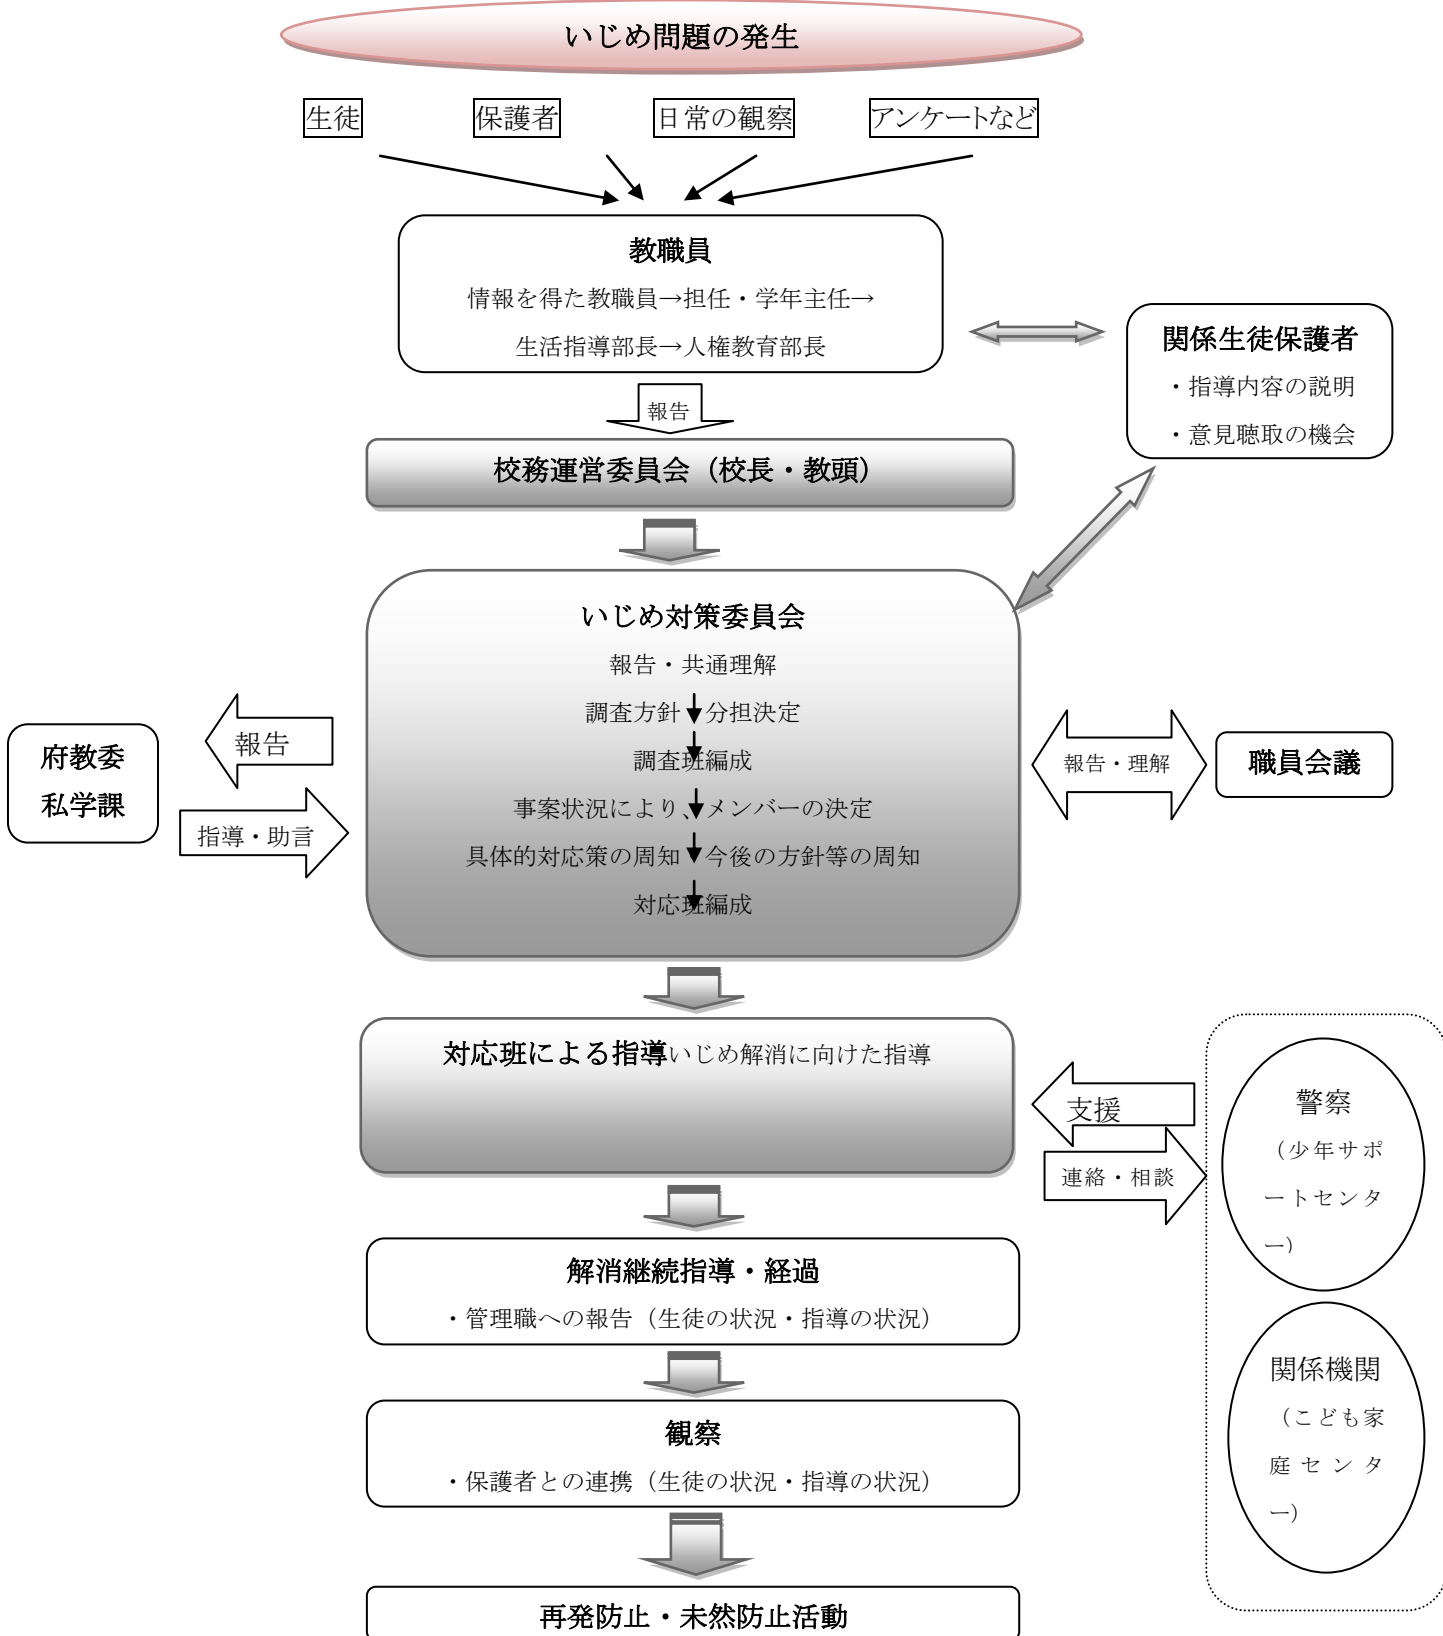 いじめ問題の発生
生徒
保護者
日常の観察
アンケートなど
教職員
情報を得た教職員→担任・学年主任→
生活指導部長→人権教育部長
関係生徒保護者
・指導内容の説明
・意見聴取の機会
報告
校務運営委員会（校長・教頭）
いじめ対策委員会
報告・共通理解
調査方針 分担決定
調査班編成
事案状況により、メンバーの決定
具体的対応策の周知 今後の方針等の周知
対応班編成
府教委
私学課
報告
指導・助言
報告・理解
職員会議
対応班による指導いじめ解消に向けた指導
支援
連絡・相談
警察
（少年サポ
ートセンタ
ー）
関係機関
（こども家
庭センタ
ー）
解消継続指導・経過
・管理職への報告（生徒の状況・指導の状況）
観察
・保護者との連携（生徒の状況・指導の状況）
再発防止・未然防止活動